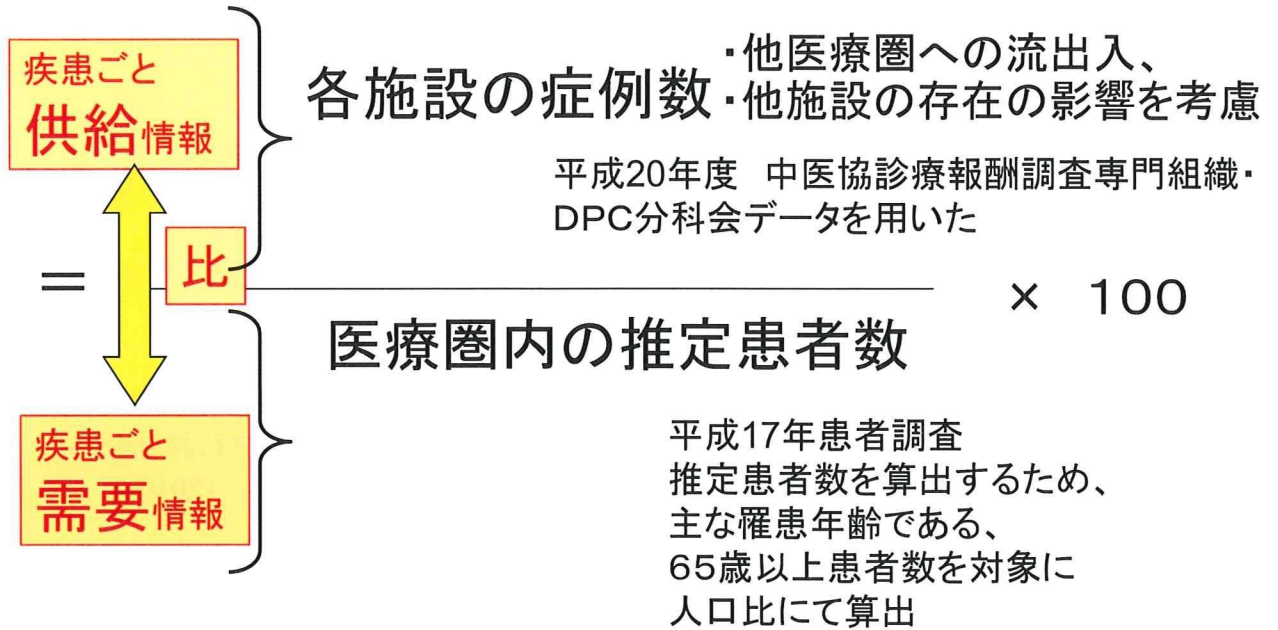 疾患ごと
供給情報
各施設の症例数
・他医療圏への流出入、
・他施設の存在の影響を考慮
平成20年度 中医協診療報酬調査専門組織・
DPC分科会データを用いた
=
比
× 100
医療圏内の推定患者数
疾患ごと
需要情報
平成17年患者調査
推定患者数を算出するため、
主な罹患年齢である、
65歳以上患者数を対象に
人口比にて算出